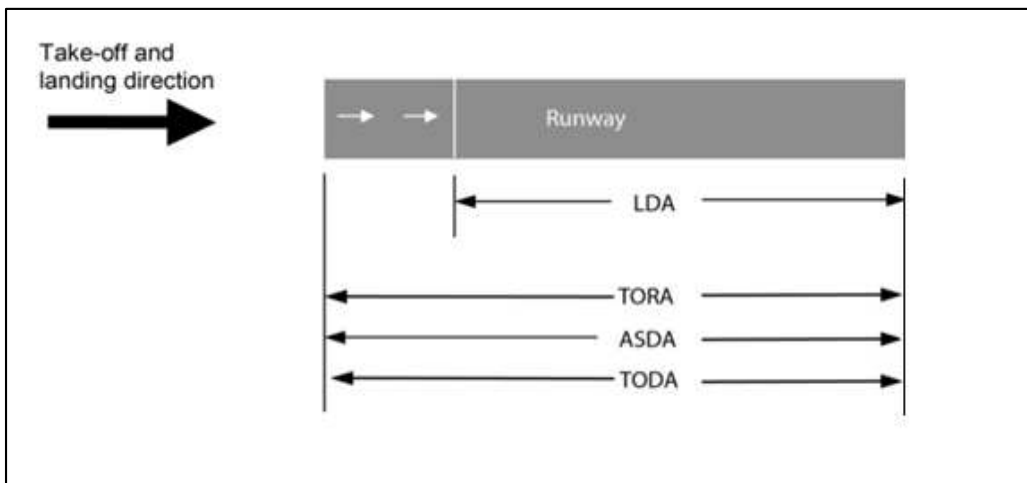 Take-off and
landing direction
Runway
LDA
TORA
ASDA
TODA